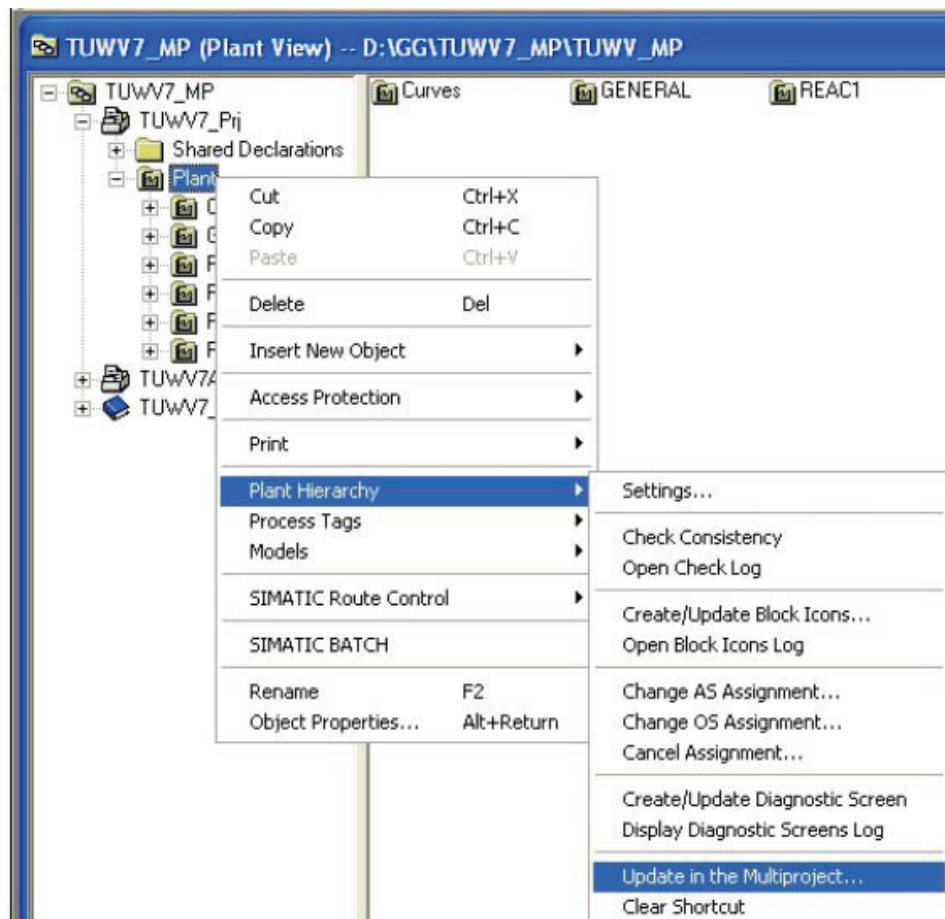 TUWV7_MP (Plant View) -- D:\GG\TUWV7_MP\TUWV_MP
TUWV7_MP
TUWV7_Prj
Shared Declarations
Plant
TUWV7A
TUWV7_
Curves
GENERAL
REAC1
Cut Ctrl+X
Copy Ctrl+C
Paste Ctrl+V
Delete Del
Insert New Object
Access Protection
Print
Plant Hierarchy
Process Tags
Models
SIMATIC Route Control
SIMATIC BATCH
Rename F2
Object Properties... Alt+Return
Settings...
Check Consistency
Open Check Log
Create/Update Block Icons...
Open Block Icons Log
Change AS Assignment...
Change OS Assignment...
Cancel Assignment...
Create/Update Diagnostic Screen
Display Diagnostic Screens Log
Update in the Multiproject...
Clear Shortcut